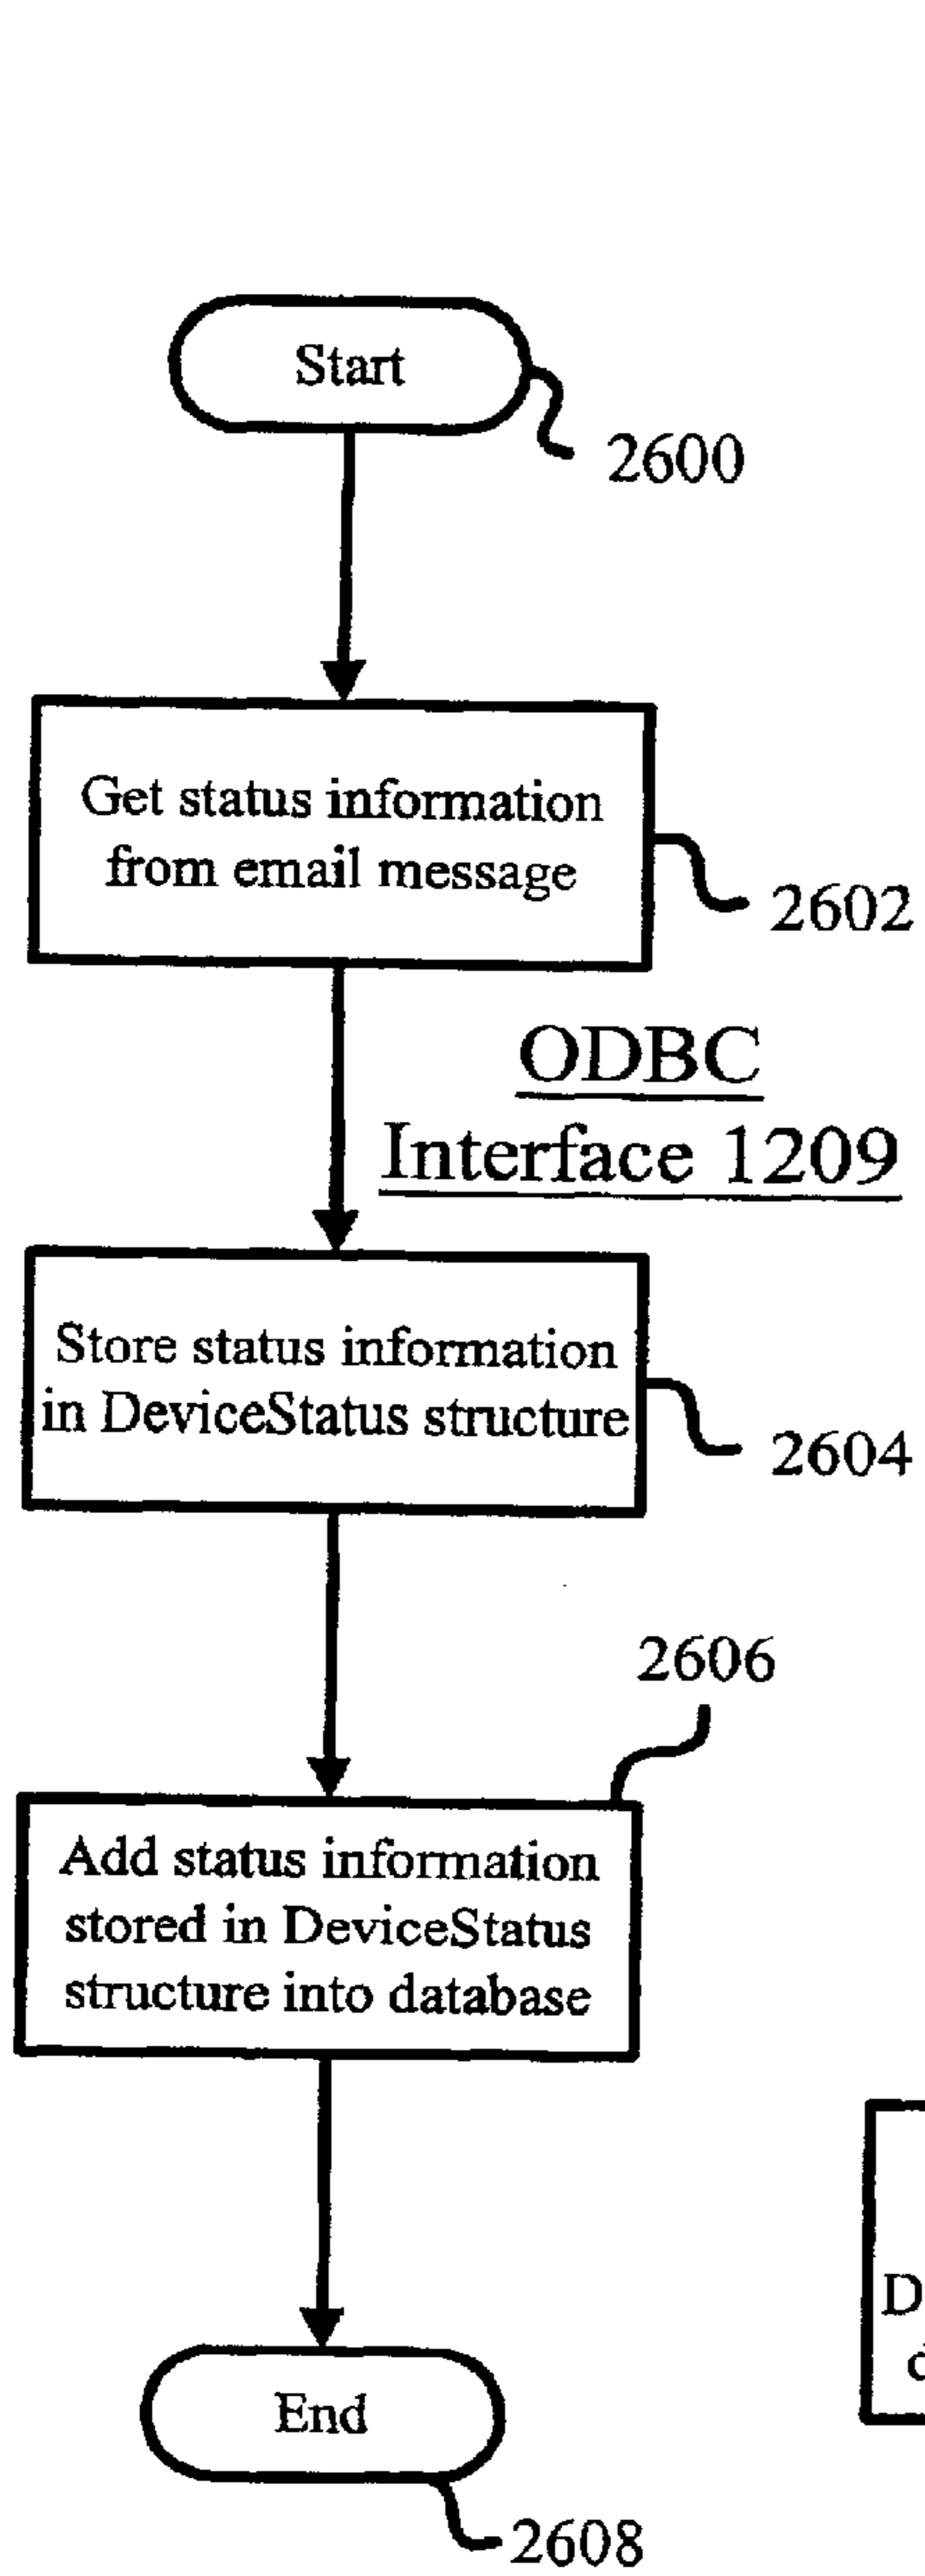 Start
2600
Get status information
from email message
2602
ODBC
Interface 1209
Store status information
in DeviceStatus structure
2604
2606
Add status information
stored in DeviceStatus
structure into database
D
End
2608